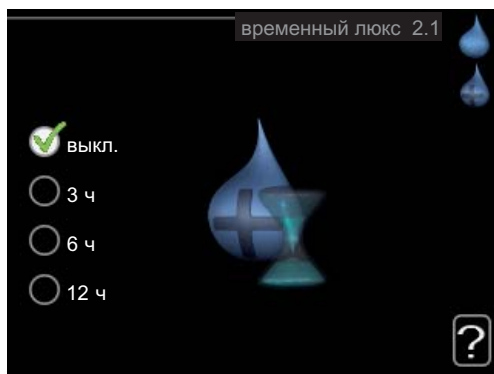 временный люкс 2.1
выкл.
3 ч
6 ч
12 ч
?